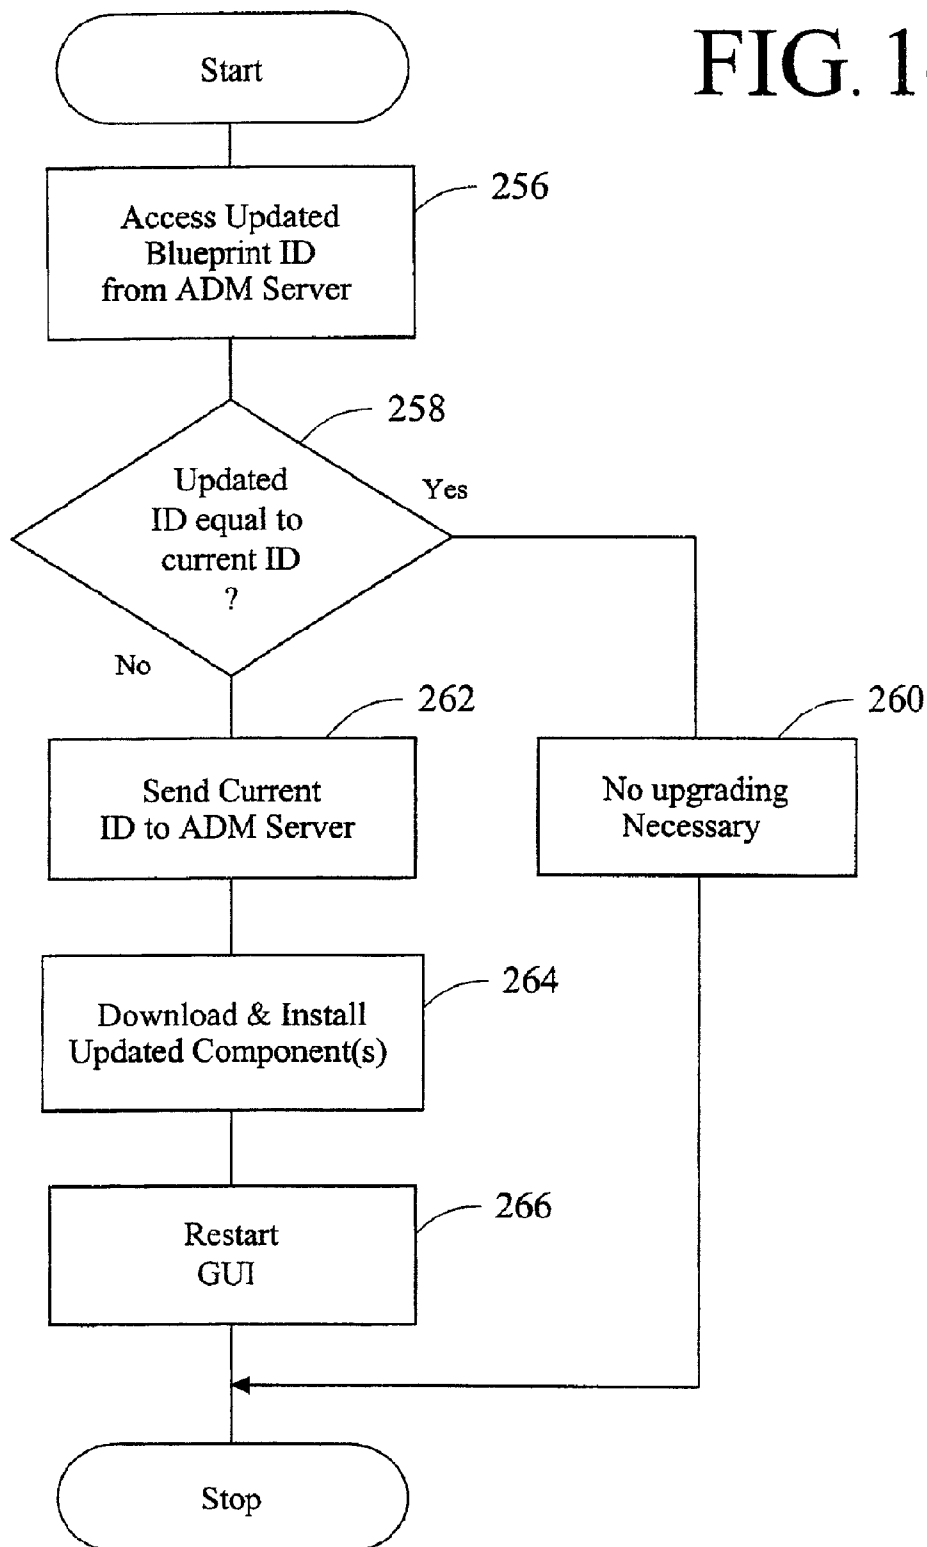 FIG. 1
Start
256
Access Updated
Blueprint ID
from ADM Server
258
Updated
ID equal to
current ID
?
Yes
No
262
Send Current
ID to ADM Server
260
No upgrading
Necessary
264
Download & Install
Updated Component(s)
266
Restart
GUI
Stop